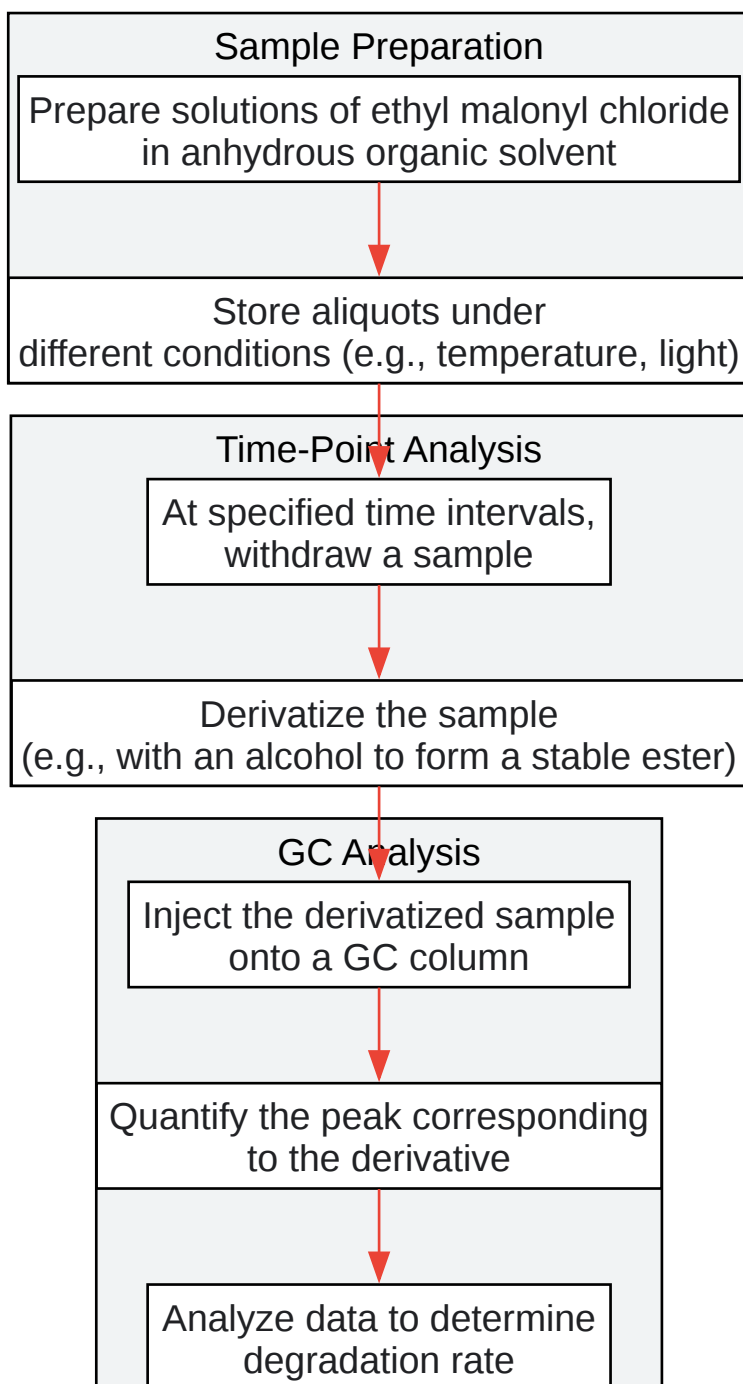 Sample Preparation
Prepare solutions of ethyl malonyl chloride
in anhydrous organic solvent
Store aliquots under
different conditions (e.g., temperature, light)
Time-Point Analysis
At specified time intervals,
withdraw a sample
Derivatize the sample
(e.g., with an alcohol to form a stable ester)
GC Analysis
Inject the derivatized sample
onto a GC column
Quantify the peak corresponding
to the derivative
Analyze data to determine
degradation rate